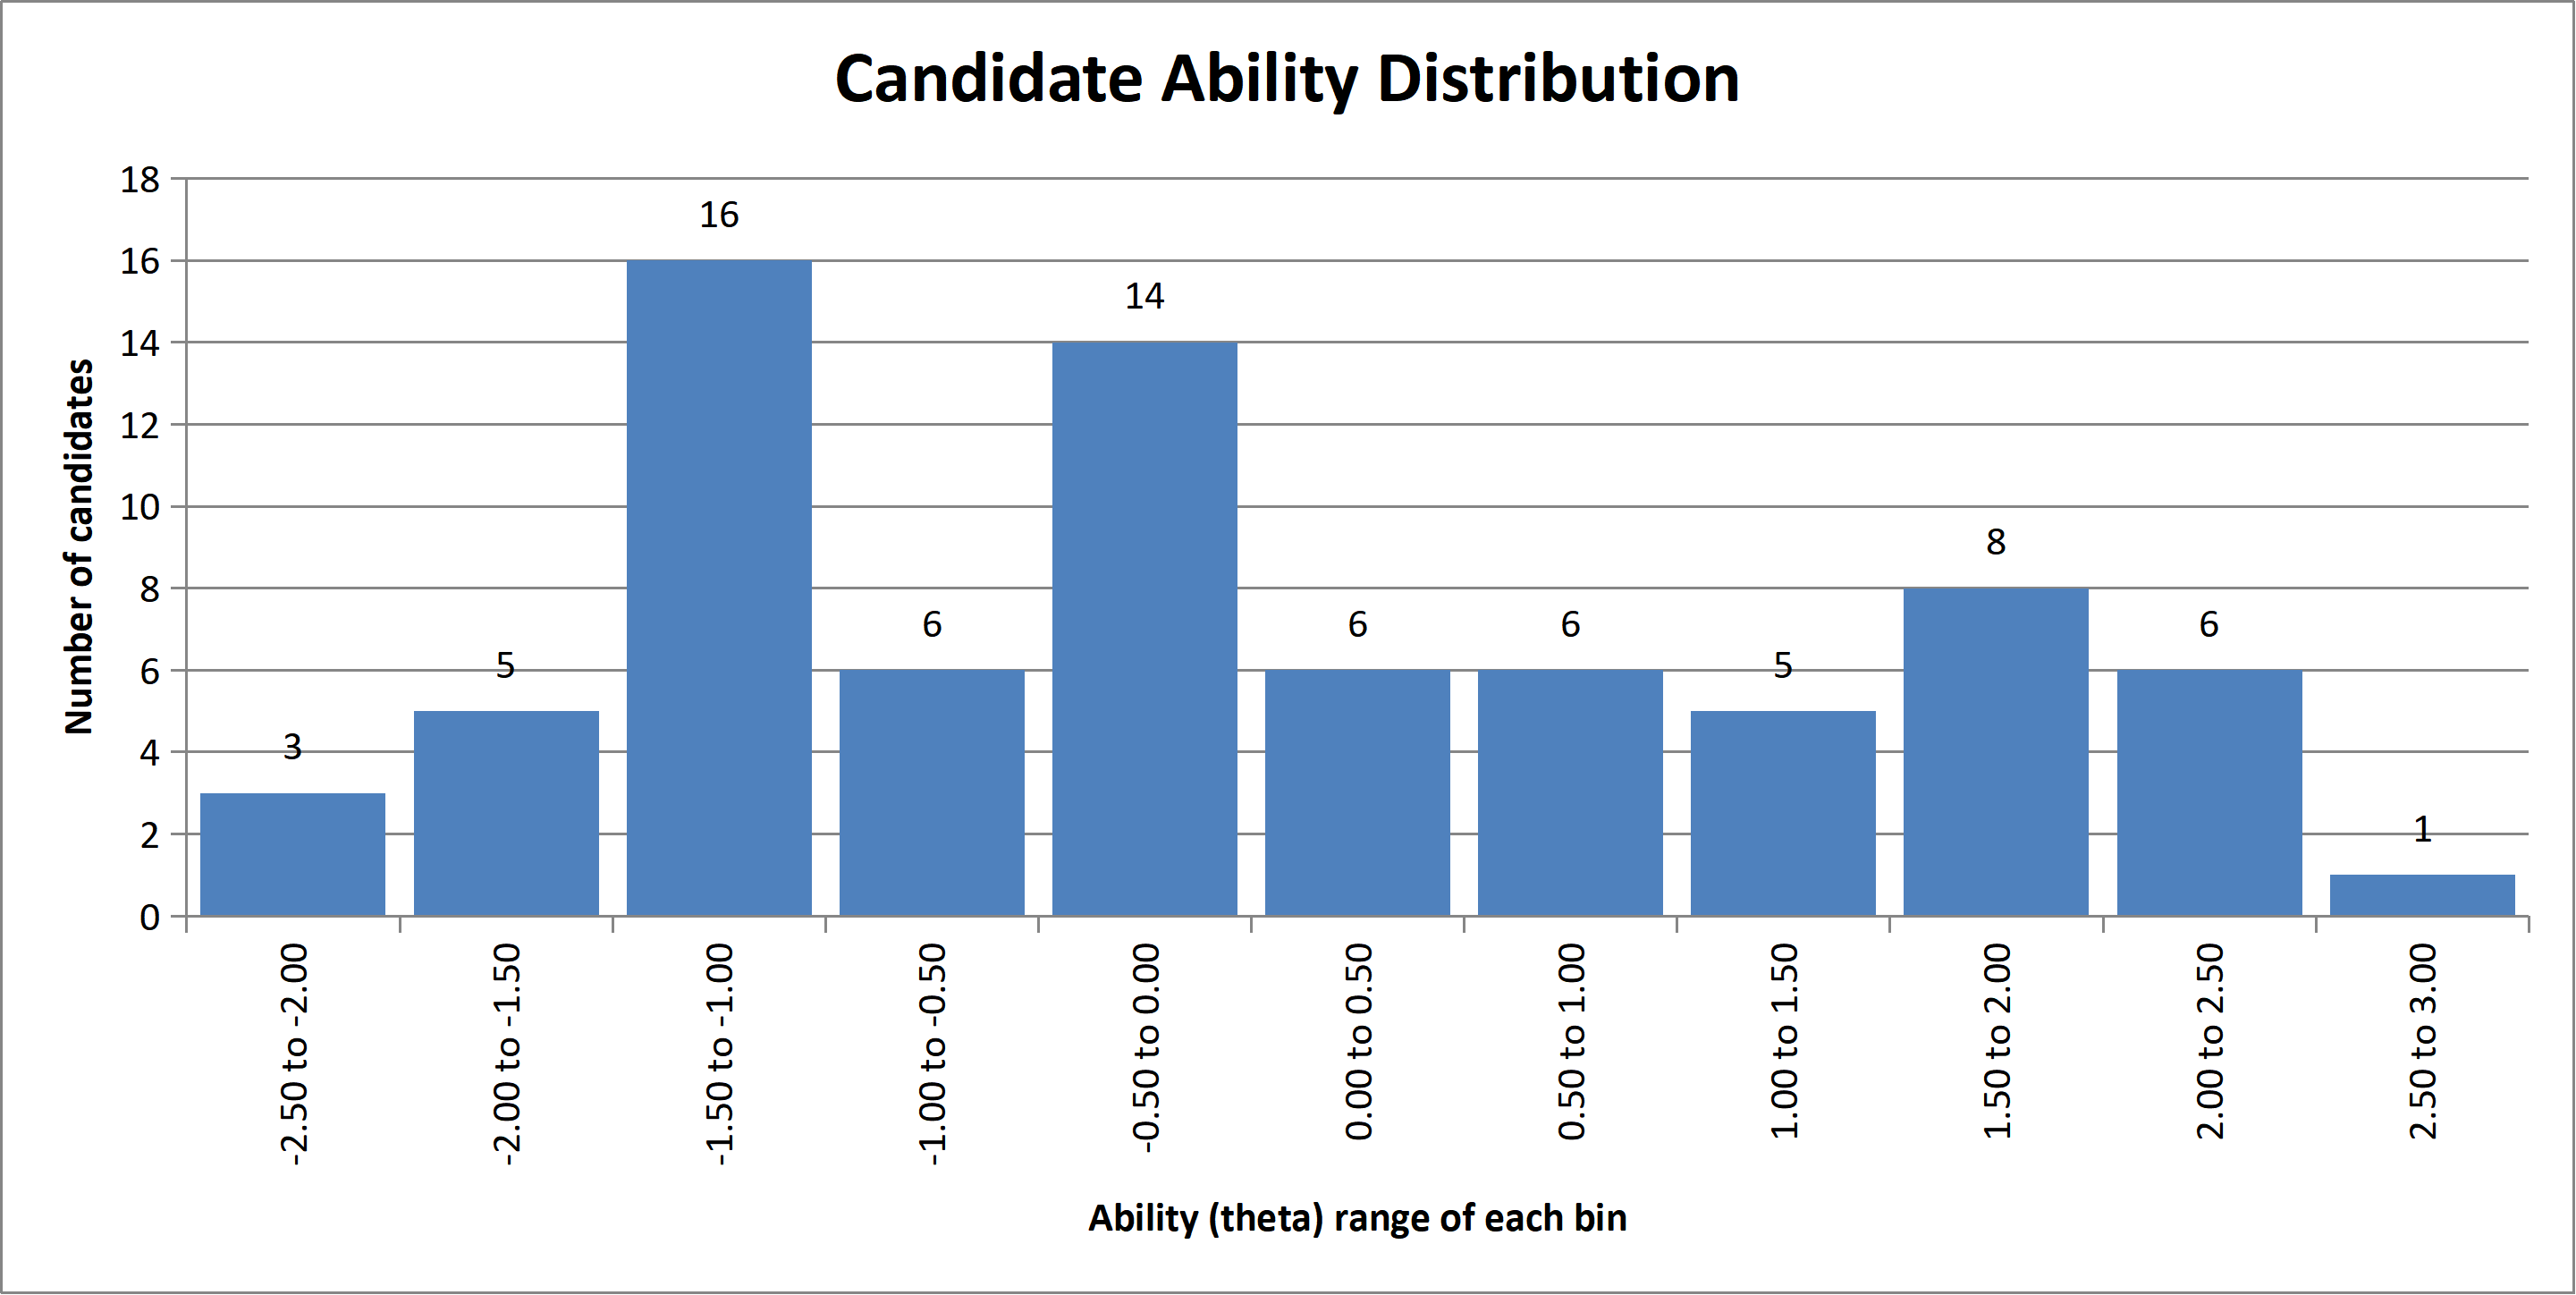 Candidate Ability Distribution
Number of candidates
18
16
14
12
10
8
6
4
2
0
3
5
16
6
14
6
6
5
8
6
1
-2.50 to -2.00
-2.00 to -1.50
-1.50 to -1.00
-1.00 to -0.50
-0.50 to 0.00
0.00 to 0.50
0.50 to 1.00
1.00 to 1.50
1.50 to 2.00
2.00 to 2.50
2.50 to 3.00
Ability (theta) range of each bin